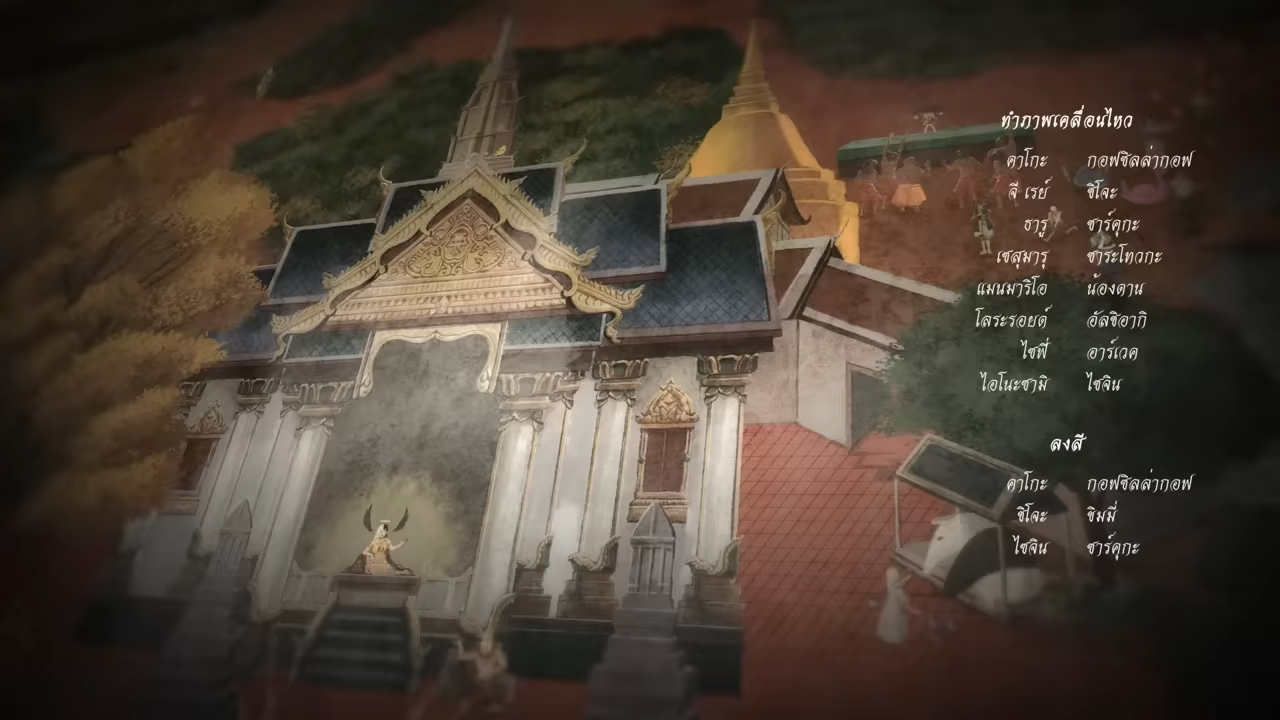 ทำภาพเคลื่อนไหว
คาโกะ กอฟซิลล่ากอฟ
จี เรย์ ชิโจะ
ธารู ซาร์คุกะ
เซสุมารุ ซาระโทวกะ
แมนมาริโอ น้องดาน
โลระรอยด์ อัลซิอากิ
ไซพี่ อาร์เวค
ไอโนะซามิ ไซจิน
ลงสี
คาโกะ กอฟซิลล่ากอฟ
ชิโจะ ชิมมี่
ไซจิน ซาร์คุกะ